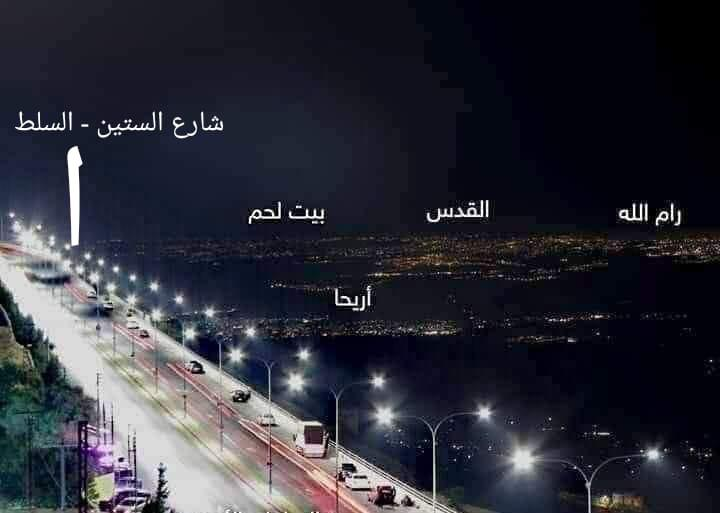 شارع الستين - السلط
رام الله
القدس
بيت لحم
أريحا